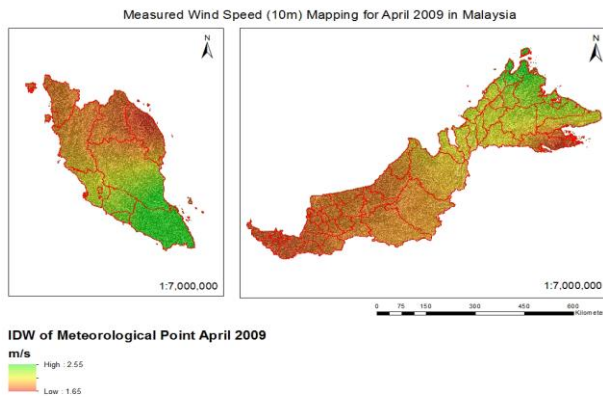 Measured Wind Speed (10m) Mapping for April 2009 in Malaysia
N
N
1:7,000,000
1:7,000,000
0 75 150 300 450 600
Kilometers
IDW of Meteorological Point April 2009
m/s
High : 2.55
Low : 1.65